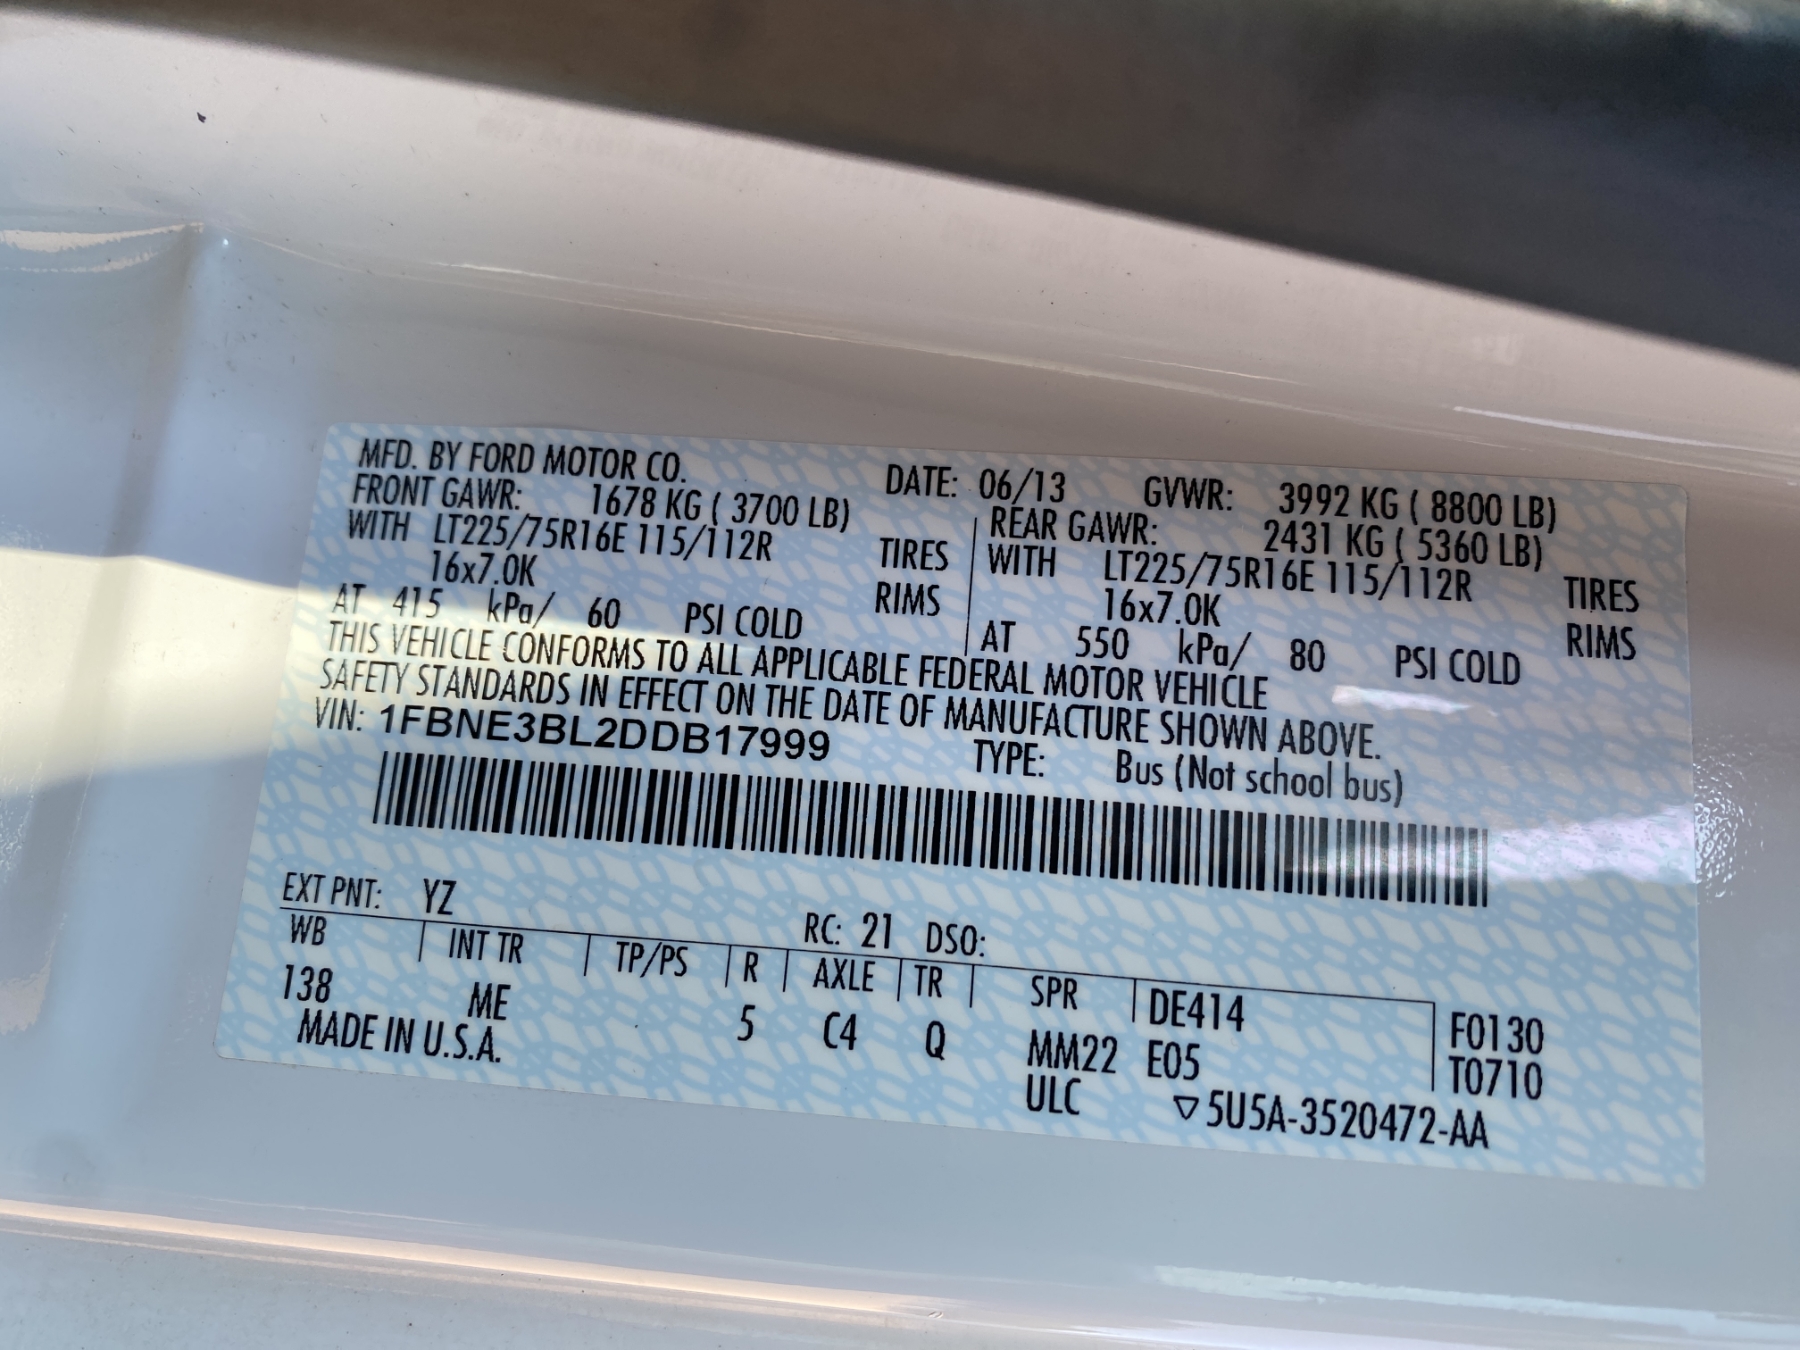 MFD. BY FORD MOTOR CO. DATE: 06/13 GVWR: 3992 KG ( 8800 LB)
FRONT GAWR: 1678 KG ( 3700 LB) REAR GAWR: 2431 KG ( 5360 LB)
WITH LT225/75R16E 115/112R TIRES WITH LT225/75R16E 115/112R TIRES
16x7.0K RIMS 16x7.0K RIMS
AT 415 kPa/ 60 PSI COLD AT 550 kPa/ 80 PSI COLD
THIS VEHICLE CONFORMS TO ALL APPLICABLE FEDERAL MOTOR VEHICLE
SAFETY STANDARDS IN EFFECT ON THE DATE OF MANUFACTURE SHOWN ABOVE.
VIN: 1FBNE3BL2DDB17999 TYPE: Bus (Not school bus)
EXT PNT: YZ RC: 21 DSO:
WB INT TR TP/PS R AXLE TR SPR DE414 F0130
138 ME 5 C4 Q MM22 E05 T0710
MADE IN U.S.A. ULC ▽5U5A-3520472-AA